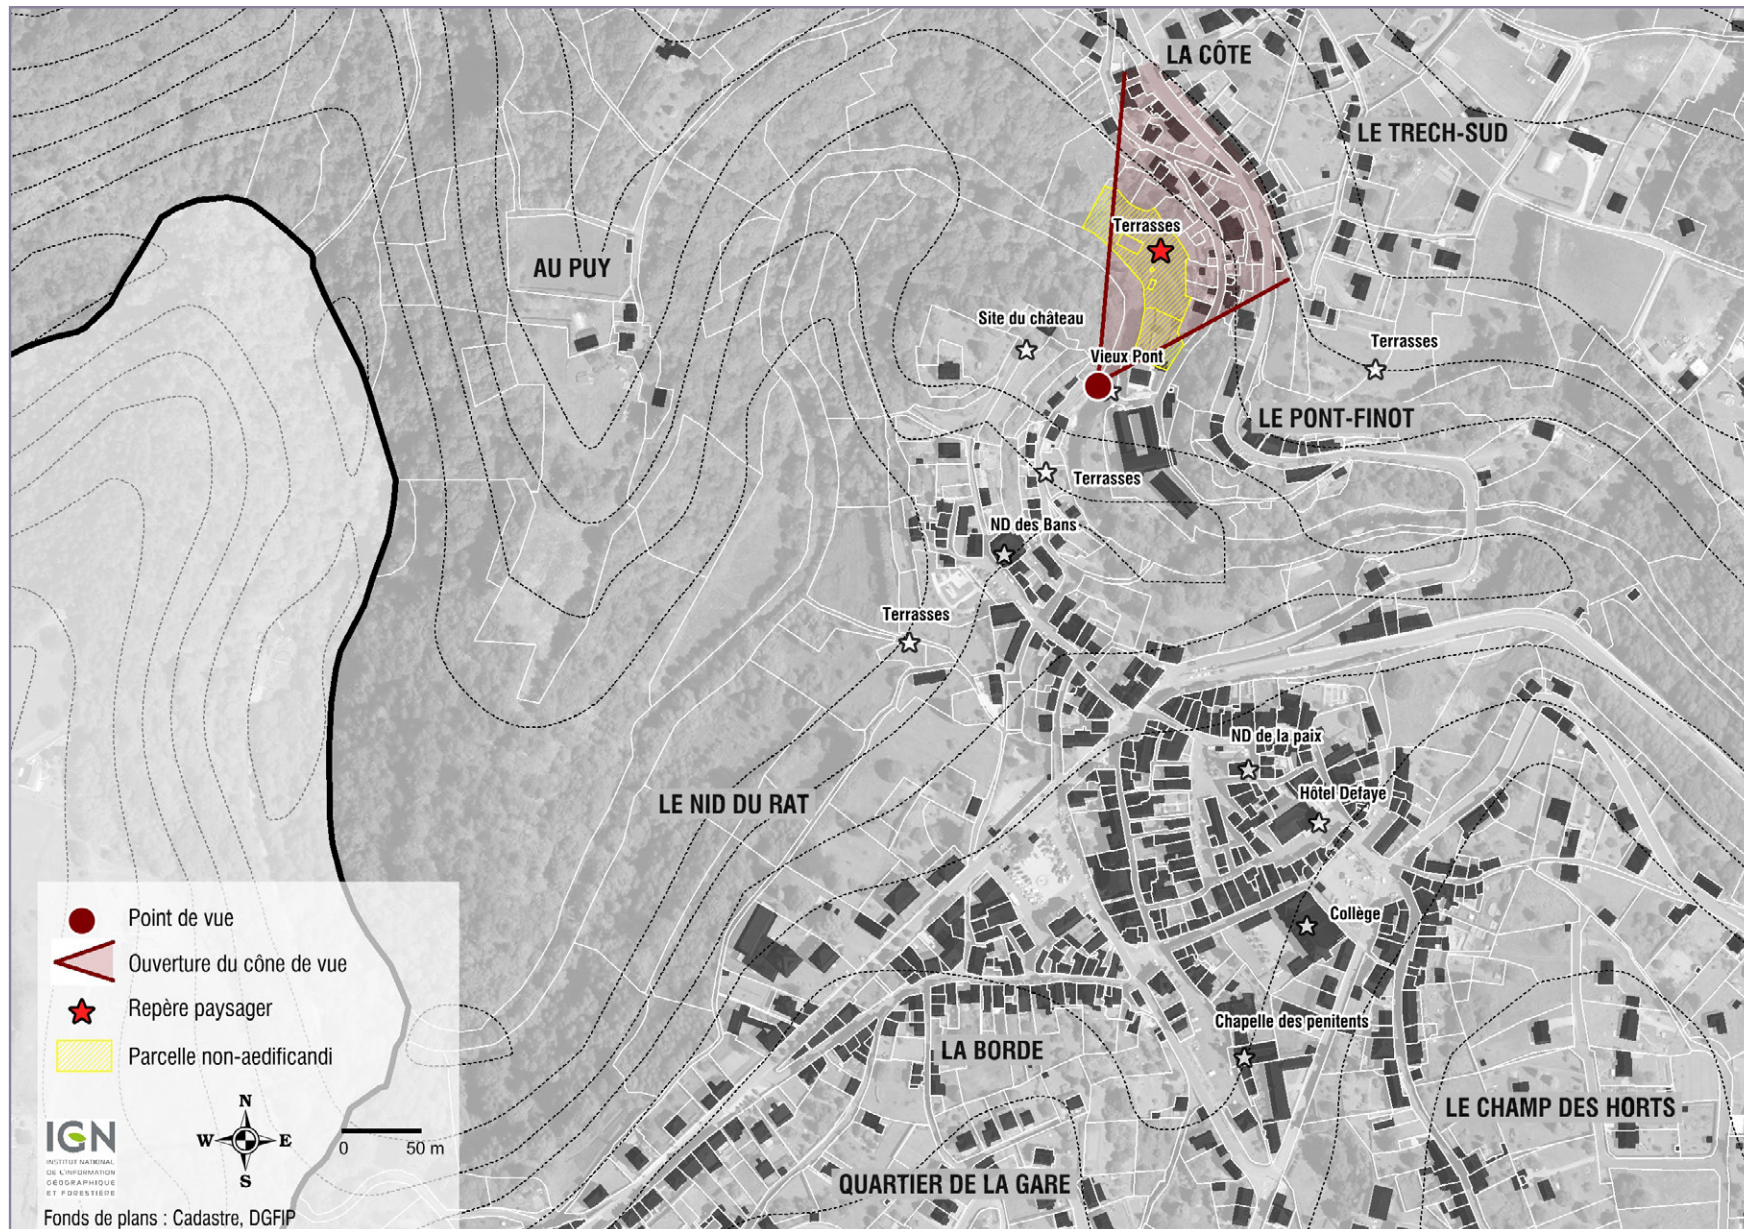 LA CÔTE
LE TRECH-SUD
Terrasses
AU PUY
Site du château
Terrasses
Vieux Pont
LE PONT-FINOT
Terrasses
ND des Bans
Terrasses
ND de la paix
Hôtel Defaye
LE NID DU RAT
Collège
Chapelle des penitents
LA BORDE
LE CHAMP DES HORTS
QUARTIER DE LA GARE
Point de vue
Ouverture du cône de vue
Repère paysager
Parcelle non-aedificandi
N
W E
S
0 50 m
IGN
INSTITUT NATIONAL
DE L'INFORMATION
GÉOGRAPHIQUE
ET FORESTIÈRE
Fonds de plans : Cadastre, DGFIP